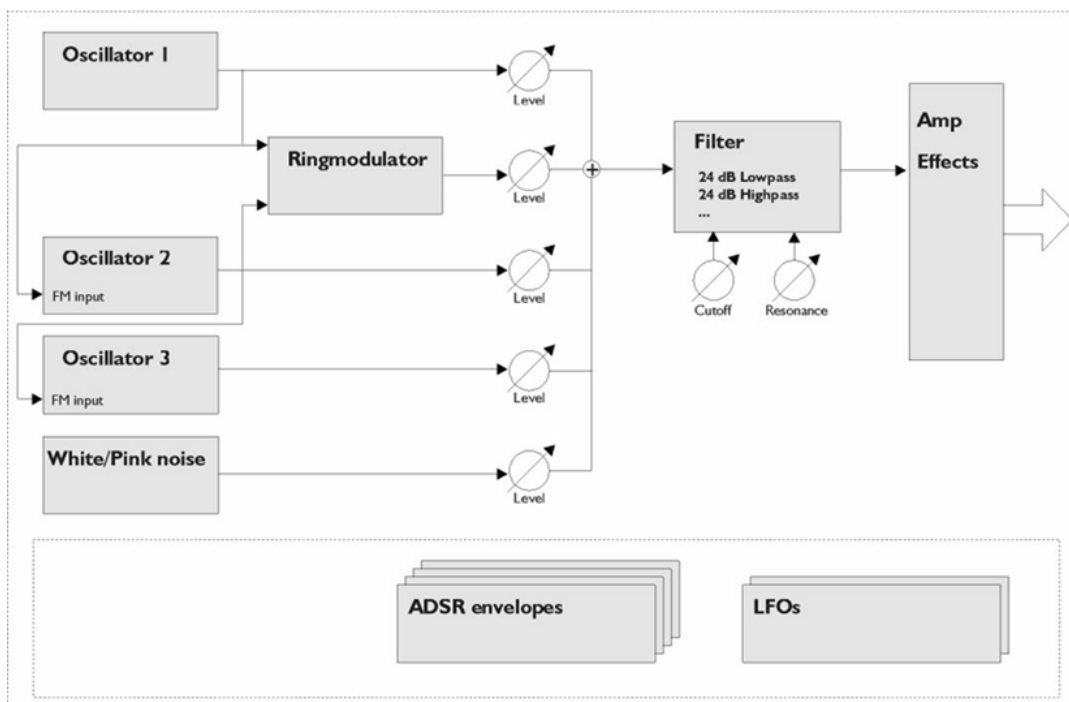 Oscillator 1
Level
Ringmodulator
Level
Oscillator 2
FM input
Level
Oscillator 3
FM input
Level
White/Pink noise
Level
Filter
24 dB Lowpass
24 dB Highpass
...
Cutoff
Resonance
Amp
Effects
ADSR envelopes
LFOs